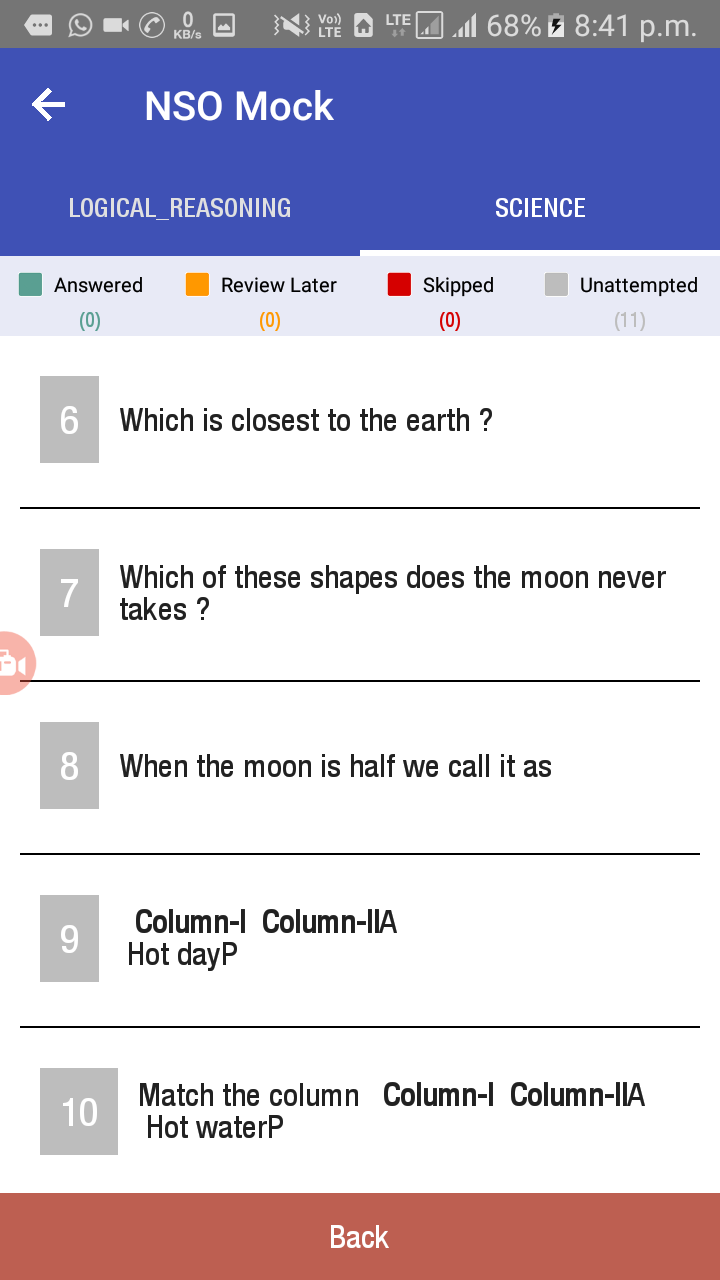 0
KB/s
Vo))
LTE
LTE
68%
8:41 p.m.
NSO Mock
LOGICAL_REASONING
SCIENCE
Answered
Review Later
Skipped
Unattempted
(0)
(0)
(0)
(11)
6
Which is closest to the earth ?
7
Which of these shapes does the moon never
takes ?
8
When the moon is half we call it as
9
Column-I Column-IIA
Hot dayP
10
Match the column Column-I Column-IIA
Hot waterP
Back